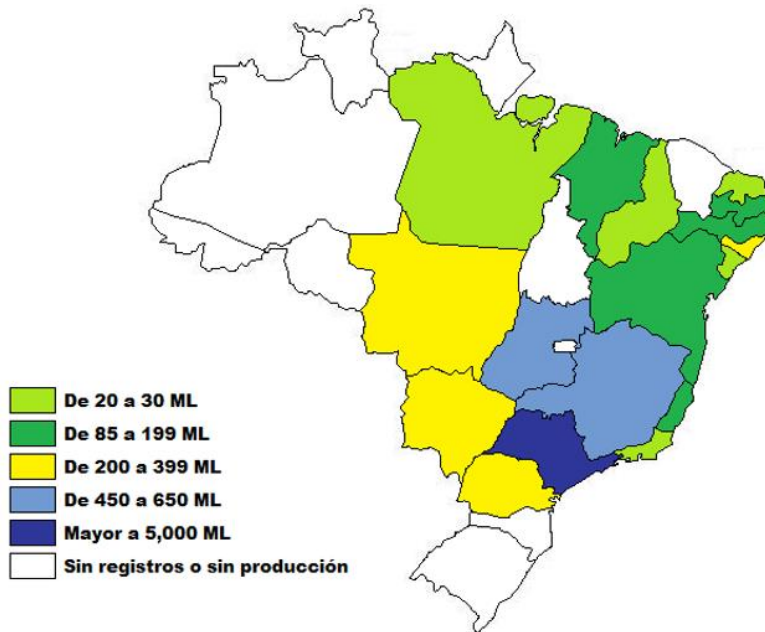 De 20 a 30 ML
De 85 a 199 ML
De 200 a 399 ML
De 450 a 650 ML
Mayor a 5,000 ML
Sin registros o sin producción